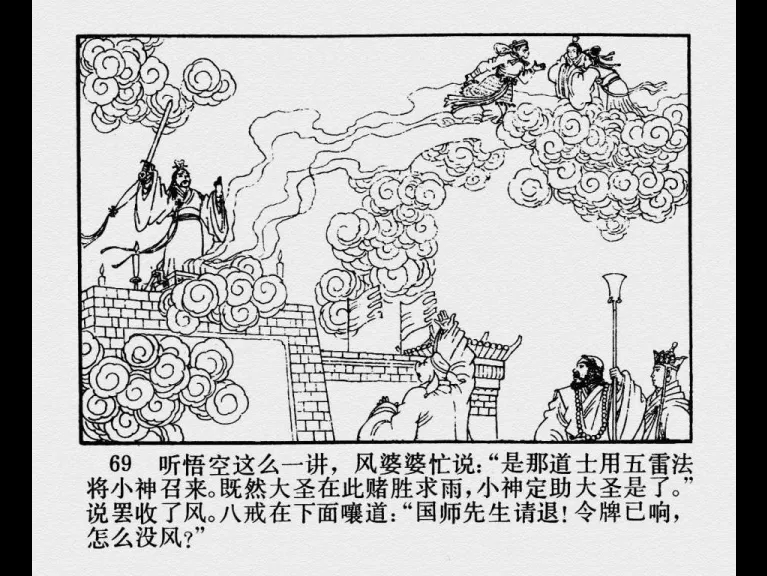 69 听悟空这么一讲，风婆婆忙说：“是那道士用五雷法
将小神召来。既然大圣在此赌胜求雨，小神定助大圣是了。”
说罢收了风。八戒在下面嚷道：“国师先生请退！令牌已响，
怎么没风？”